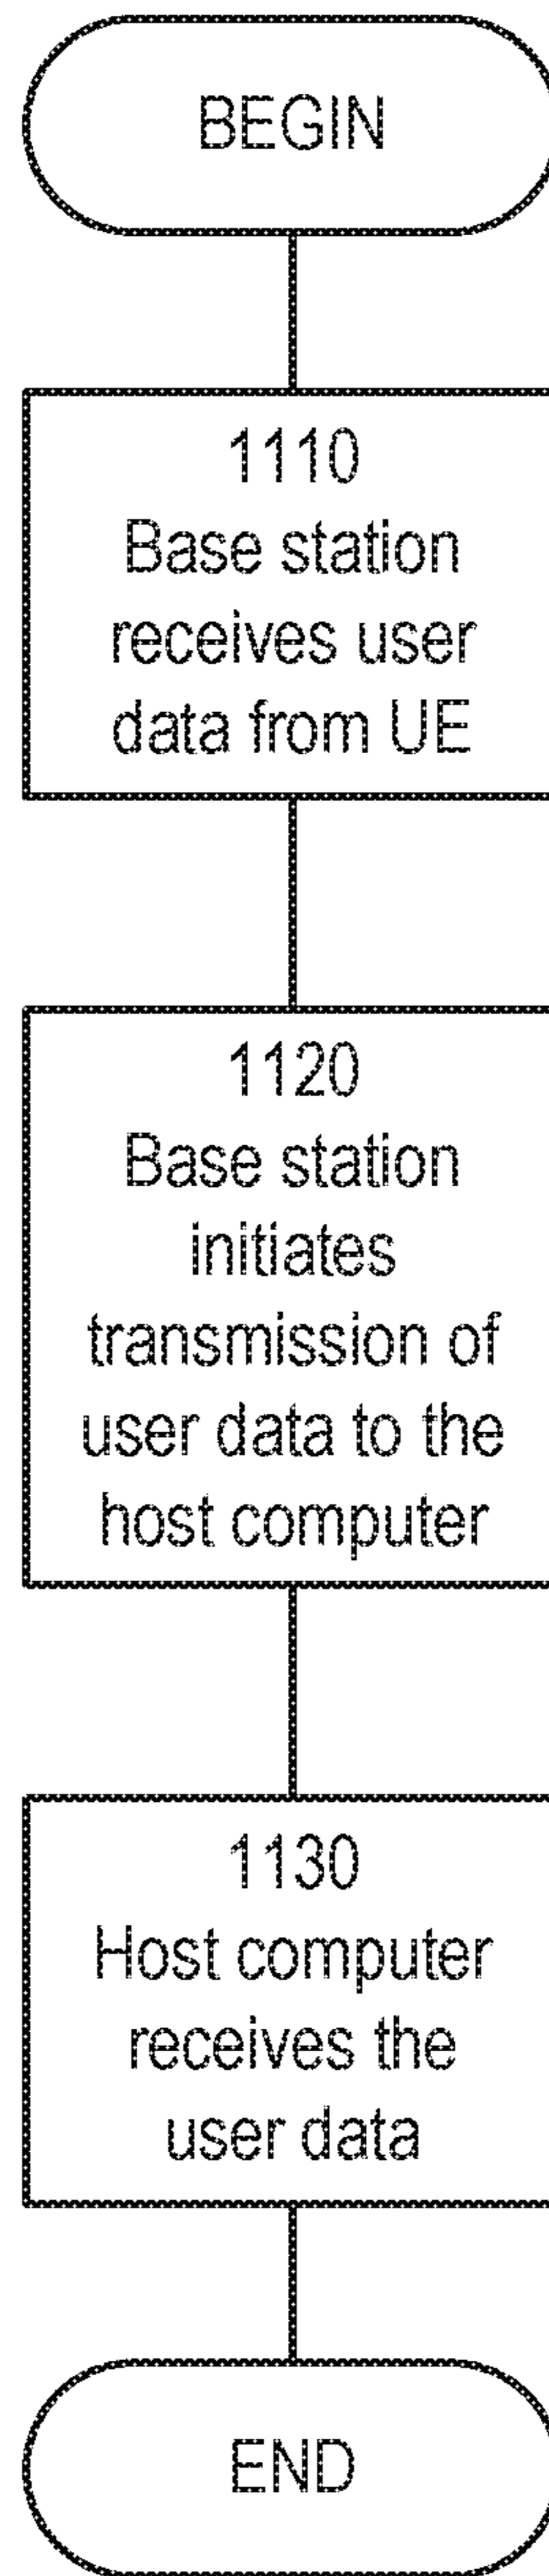 BEGIN
1110
Base station
receives user
data from UE
1120
Base station
initiates
transmission of
user data to the
host computer
1130
Host computer
receives the
user data
END